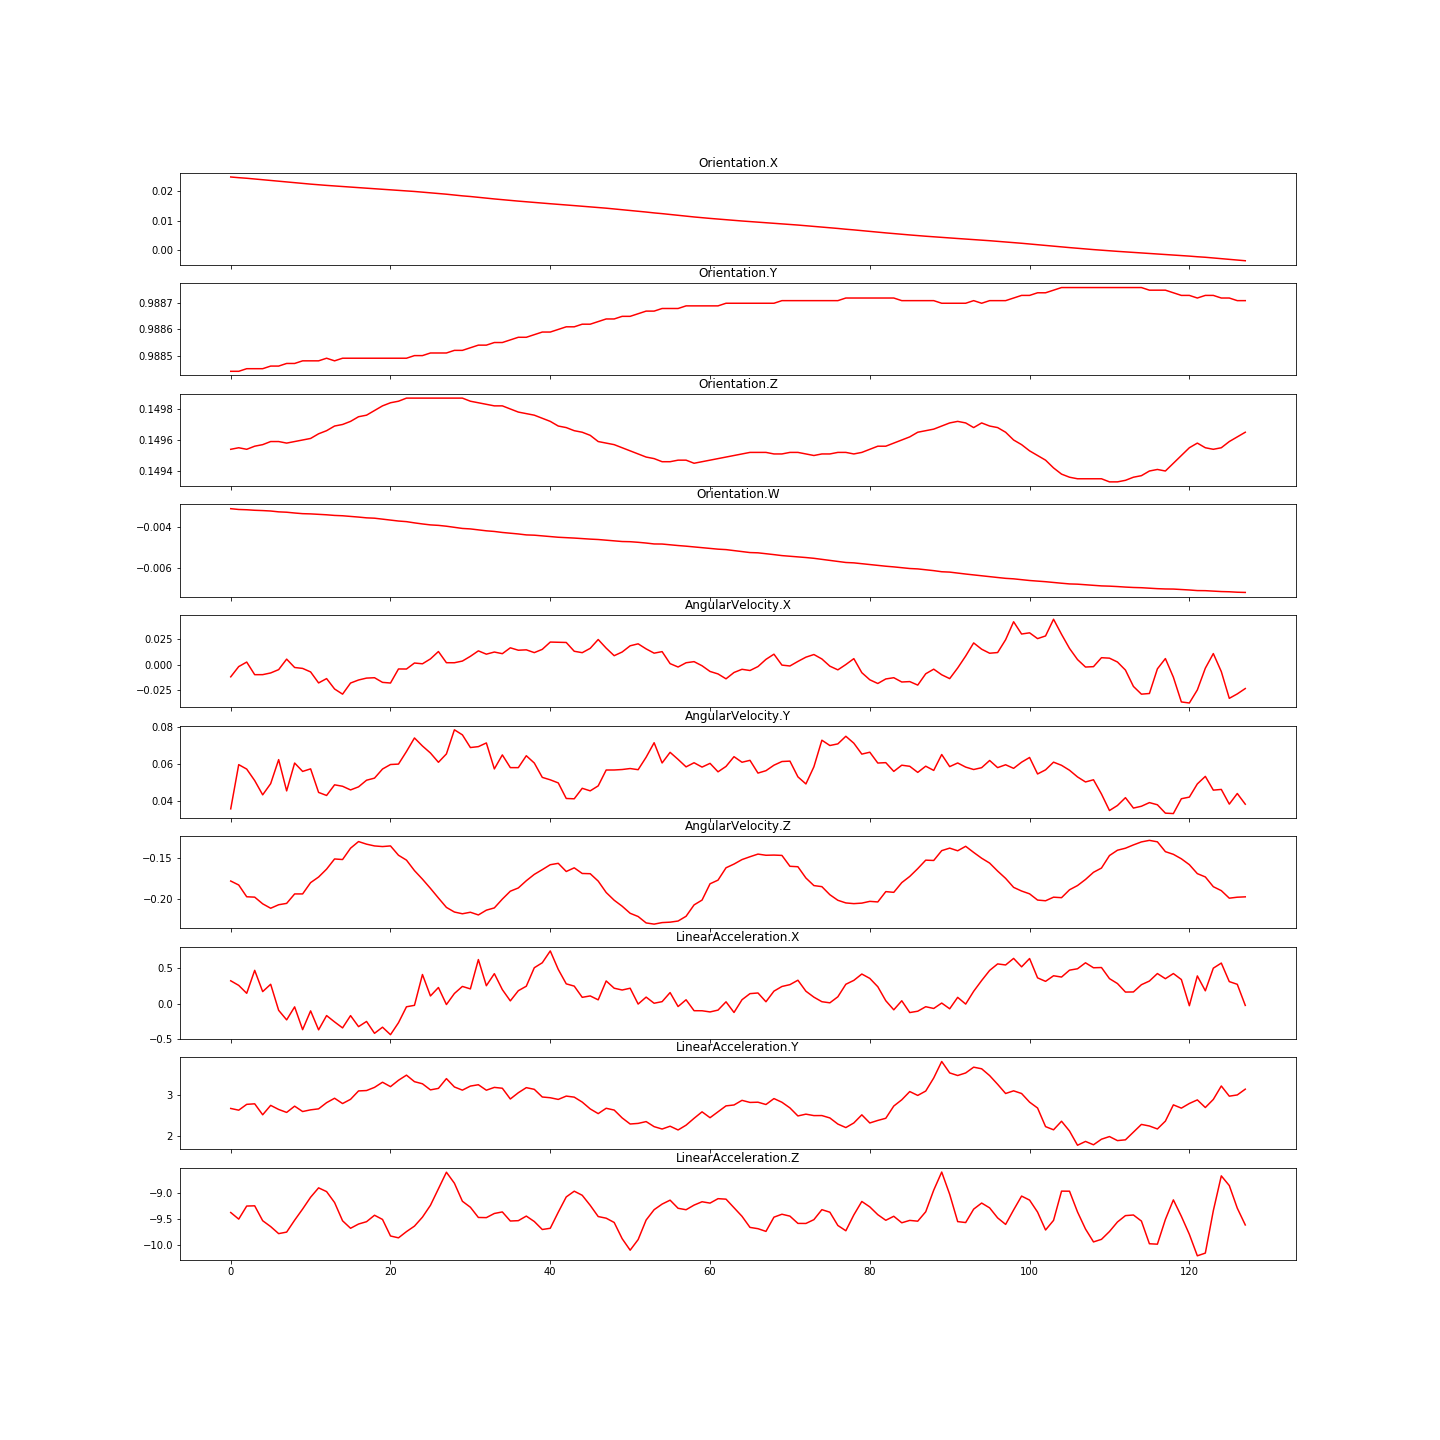 Orientation.X
0.02
0.01
0.00
Orientation.Y
0.9887
0.9886
0.9885
Orientation.Z
0.1498
0.1496
0.1494
Orientation.W
−0.004
−0.006
AngularVelocity.X
0.025
0.000
−0.025
AngularVelocity.Y
0.08
0.06
0.04
AngularVelocity.Z
−0.15
−0.20
LinearAcceleration.X
0.5
0.0
−0.5
LinearAcceleration.Y
3
2
LinearAcceleration.Z
−9.0
−9.5
−10.0
0 20 40 60 80 100 120